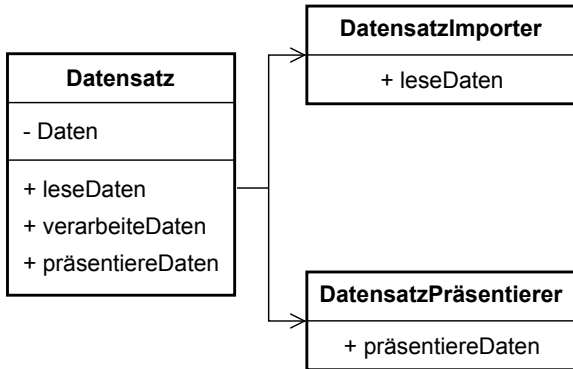 Datensatz
- Daten
+ leseDaten
+ verarbeiteDaten
+ präsentiereDaten
DatensatzImporter
+ leseDaten
DatensatzPräsentierer
+ präsentiereDaten